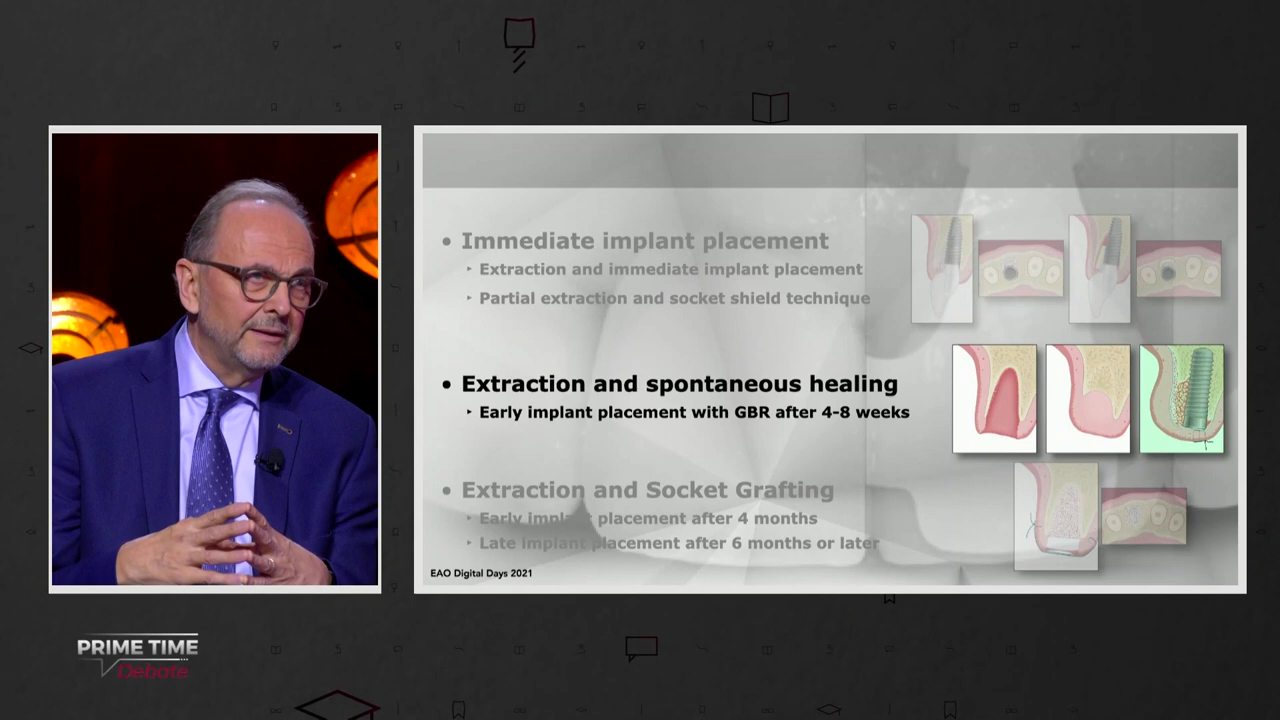 • Immediate implant placement
‣ Extraction and immediate implant placement
‣ Partial extraction and socket shield technique
• Extraction and spontaneous healing
‣ Early implant placement with GBR after 4-8 weeks
• Extraction and Socket Grafting
‣ Early implant placement after 4 months
‣ Late implant placement after 6 months or later
EAO Digital Days 2021
PRIME TIME
Debate